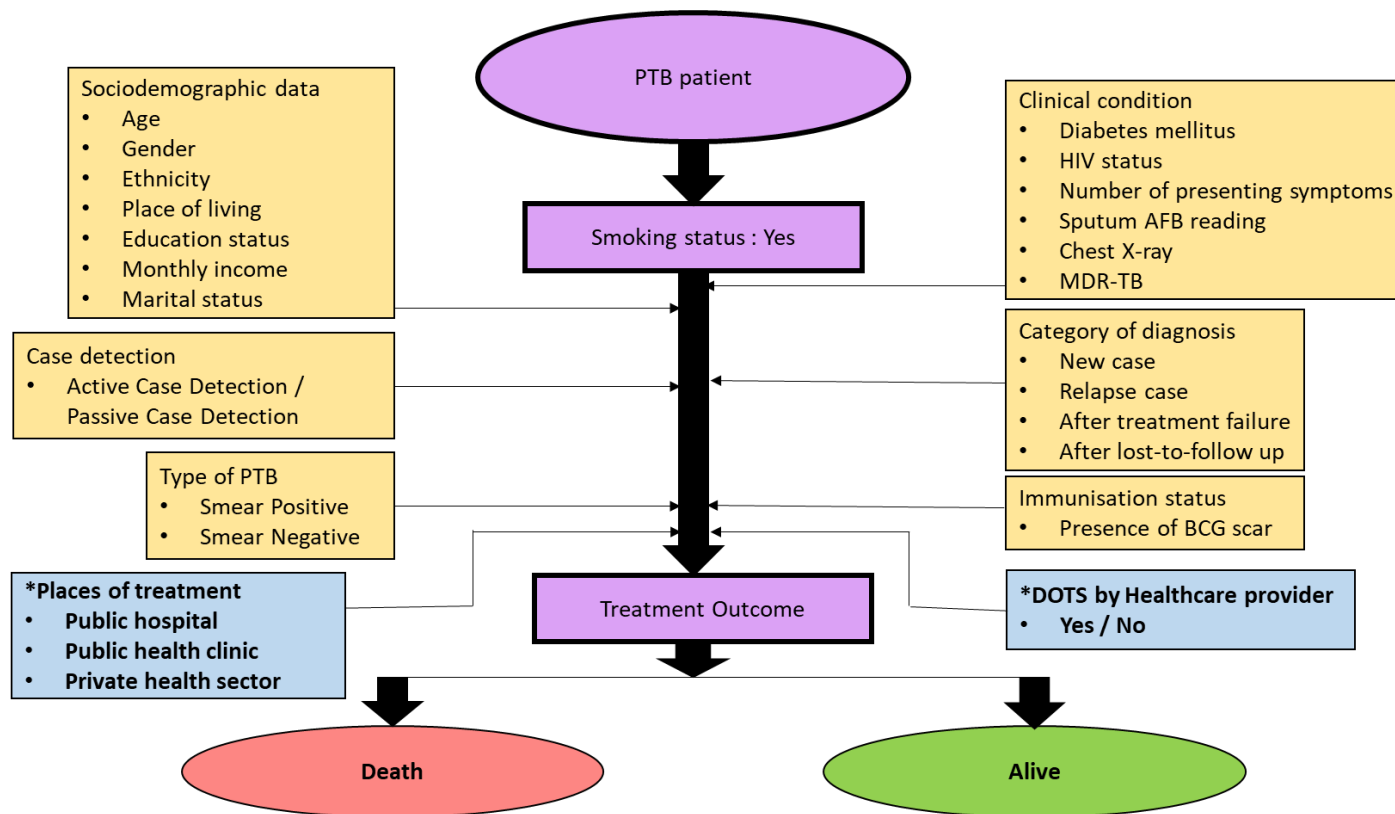 PTB patient
Sociodemographic data
• Age
• Gender
• Ethnicity
• Place of living
• Education status
• Monthly income
• Marital status
Clinical condition
• Diabetes mellitus
• HIV status
• Number of presenting symptoms
• Sputum AFB reading
• Chest X-ray
• MDR-TB
Smoking status : Yes
Case detection
• Active Case Detection /
Passive Case Detection
Category of diagnosis
• New case
• Relapse case
• After treatment failure
• After lost-to-follow up
Type of PTB
• Smear Positive
• Smear Negative
Immunisation status
• Presence of BCG scar
*Places of treatment
• Public hospital
• Public health clinic
• Private health sector
Treatment Outcome
*DOTS by Healthcare provider
• Yes / No
Death
Alive